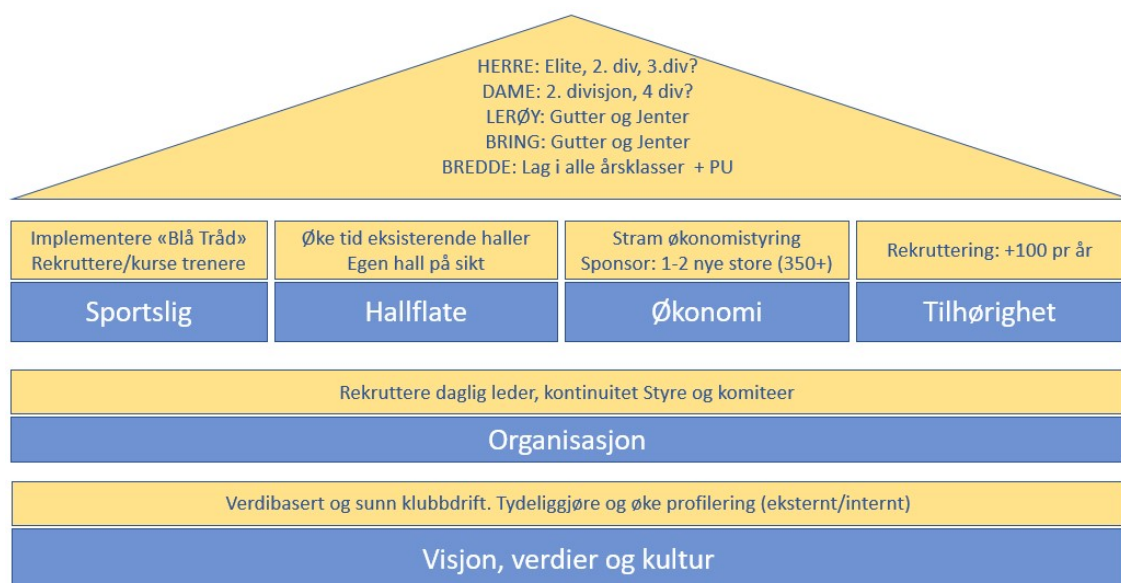 HERRE: Elite, 2. div, 3.div?
DAME: 2. divisjon, 4 div?
LERØY: Gutter og Jenter
BRING: Gutter og Jenter
BREDDE: Lag i alle årsklasser + PU
Implementere «Blå Tråd»
Rekruttere/kurse trenere
Sportslig
Øke tid eksisterende haller
Egen hall på sikt
Hallflate
Stram økonomistyring
Sponsor: 1-2 nye store (350+)
Økonomi
Rekruttering: +100 pr år
Tilhørighet
Rekruttere daglig leder, kontinuitet Styre og komiteer
Organisasjon
Verdibasert og sunn klubbdrift. Tydeliggjøre og øke profilering (eksternt/internt)
Visjon, verdier og kultur